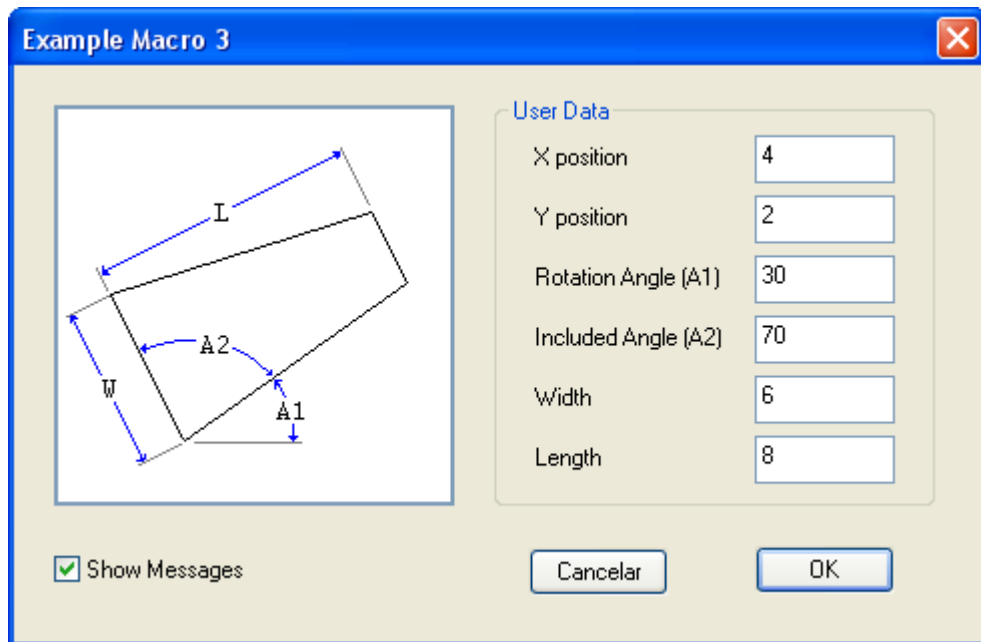 Example Macro 3
L
A2
W
A1
User Data
X position 4
Y position 2
Rotation Angle (A1) 30
Included Angle (A2) 70
Width 6
Length 8
Show Messages
Cancelar
OK